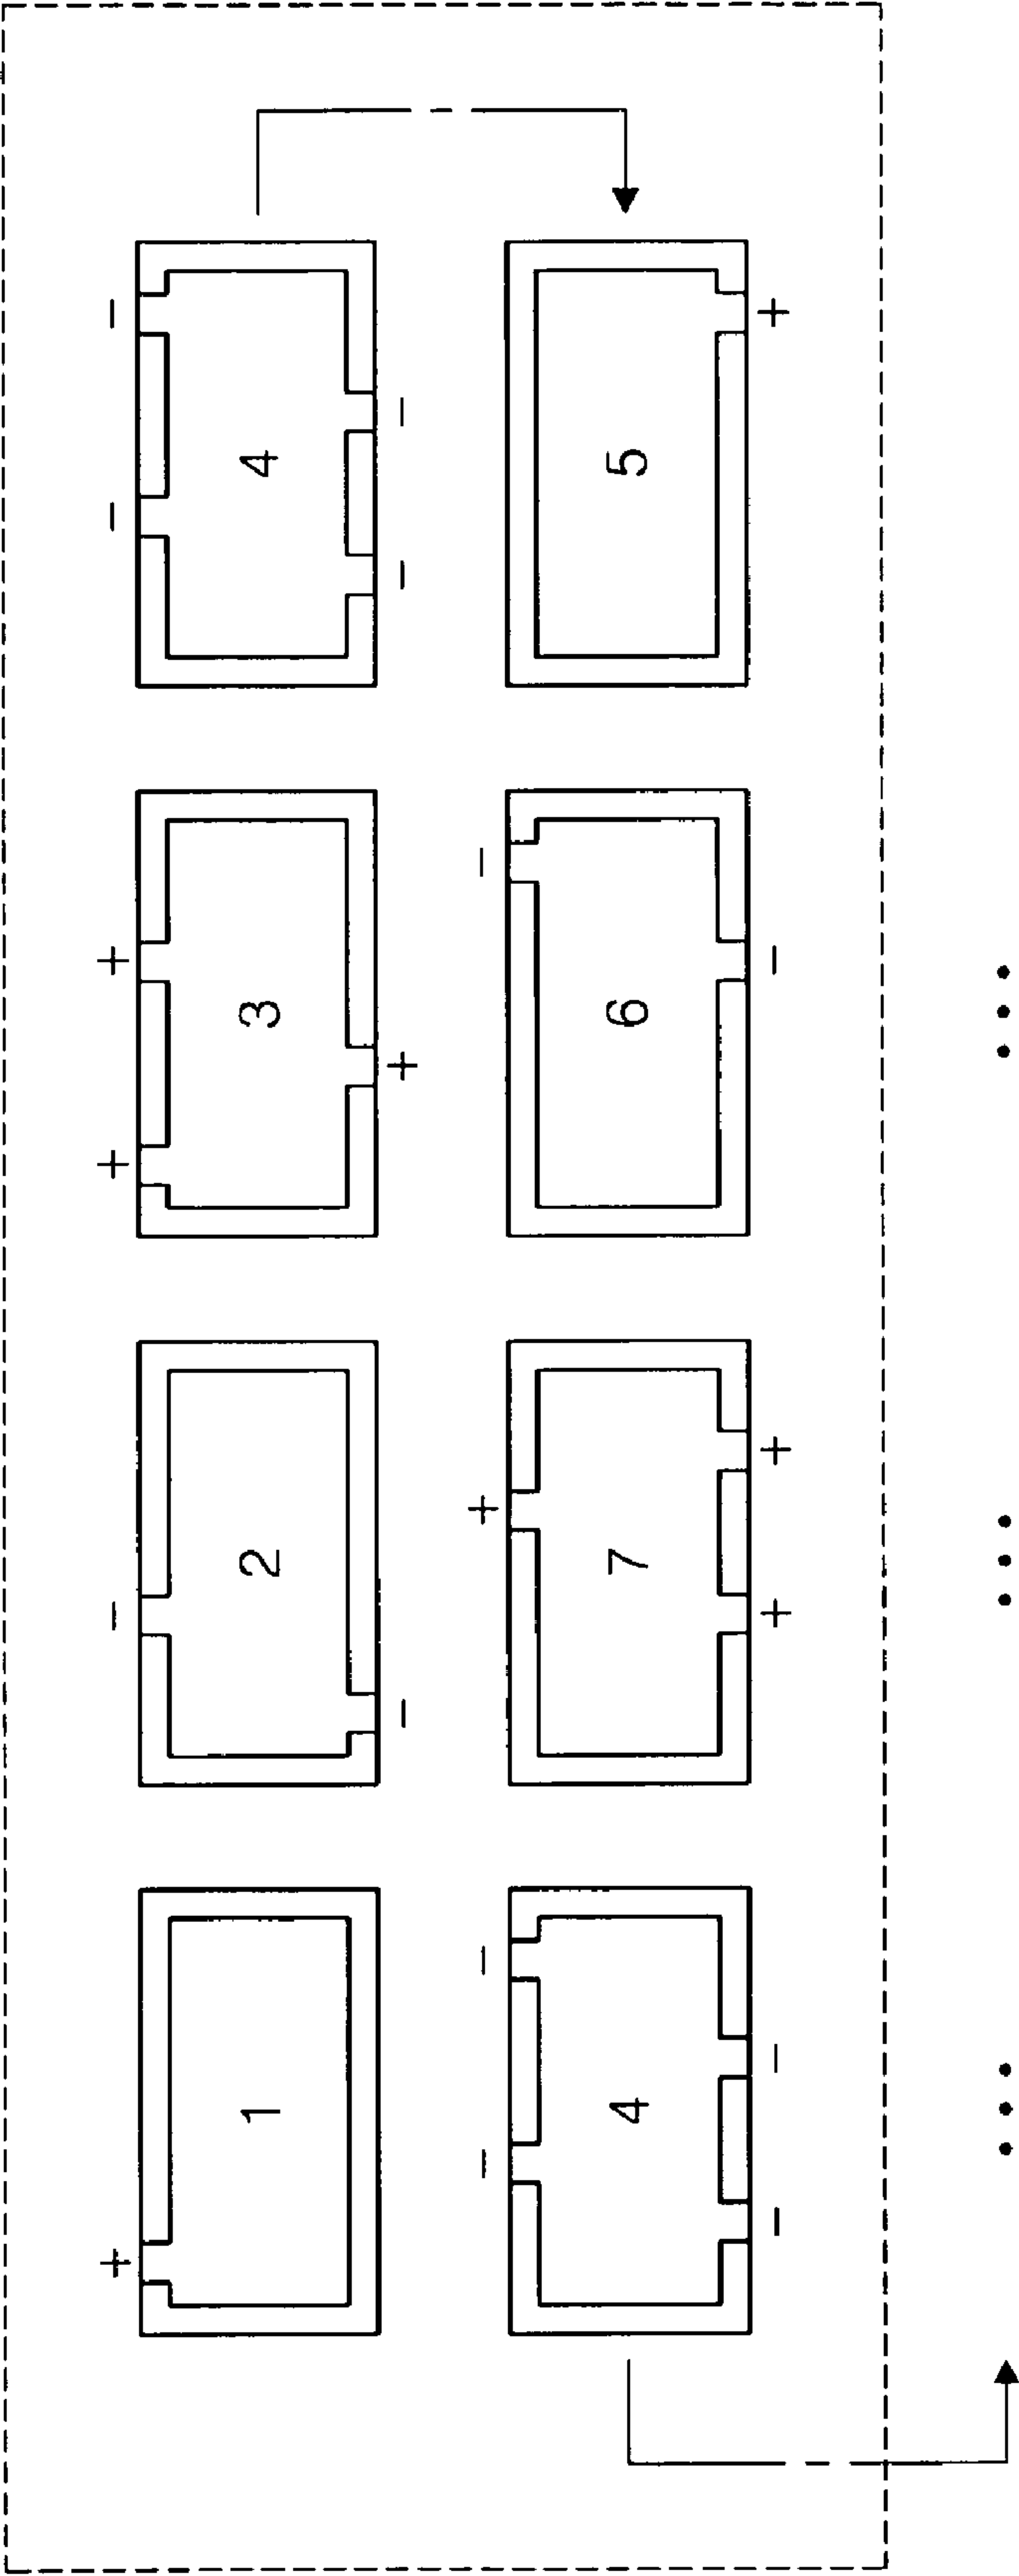 + − + + − −
1 2 3 4
− + − −
− − + −
4 7 6 5
− − + + − +
... ... ...